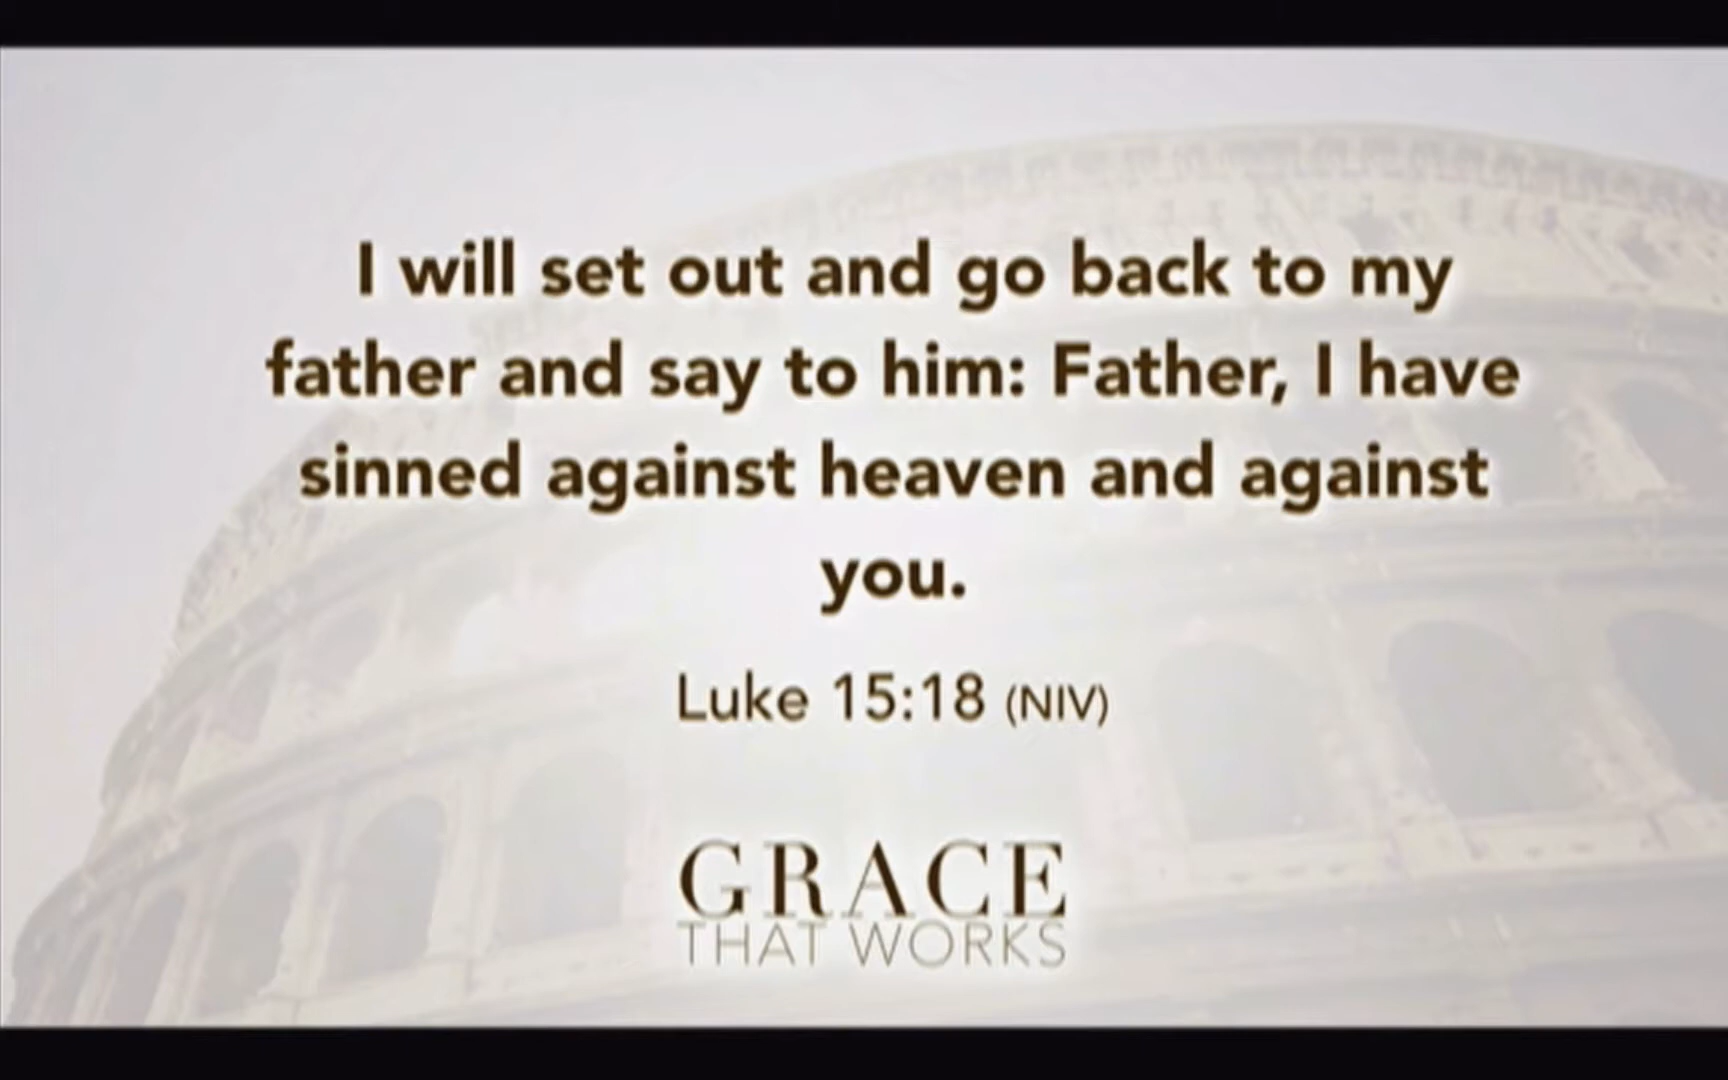 I will set out and go back to my
father and say to him: Father, I have
sinned against heaven and against
you.
Luke 15:18 (NIV)
GRACE
THAT WORKS